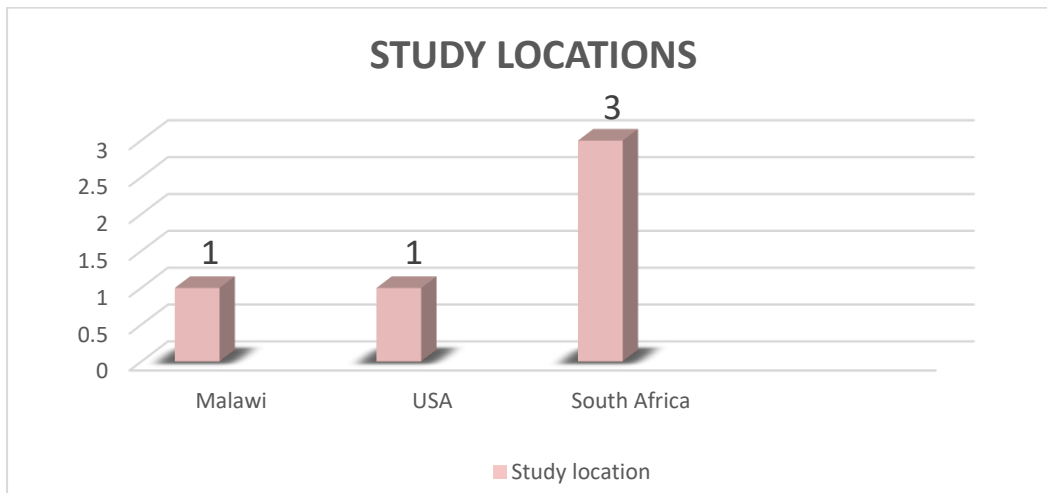 STUDY LOCATIONS
3
3
2.5
2
1.5
1
0.5
0
1
1
Malawi
USA
South Africa
Study location